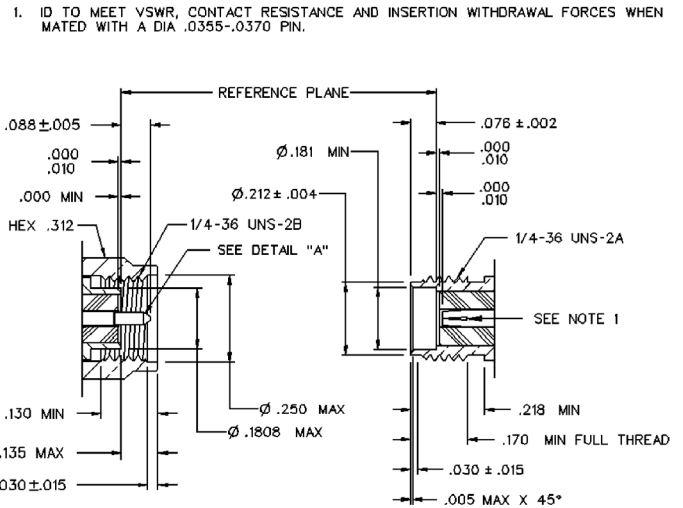 1. ID TO MEET VSWR, CONTACT RESISTANCE AND INSERTION WITHDRAWAL FORCES WHEN
MATED WITH A DIA .0355-.0370 PIN.
REFERENCE PLANE
.088±.005
.076 ±.002
.000
.010
Ø.181 MIN
.000
.010
.000 MIN
Ø.212±.004
.000
.010
HEX .312
1/4-36 UNS-2B
SEE DETAIL "A"
1/4-36 UNS-2A
SEE NOTE 1
.130 MIN
Ø.250 MAX
.218 MIN
Ø.1808 MAX
.135 MAX
.170 MIN FULL THREAD
.030±.015
.030 ±.015
.005 MAX X 45°